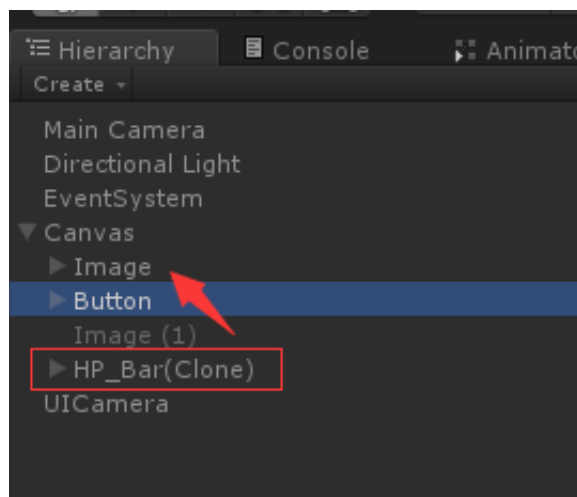 Hierarchy Console Animato
Create
Main Camera
Directional Light
EventSystem
Canvas
Image
Button
Image (1)
HP_Bar(Clone)
UICamera